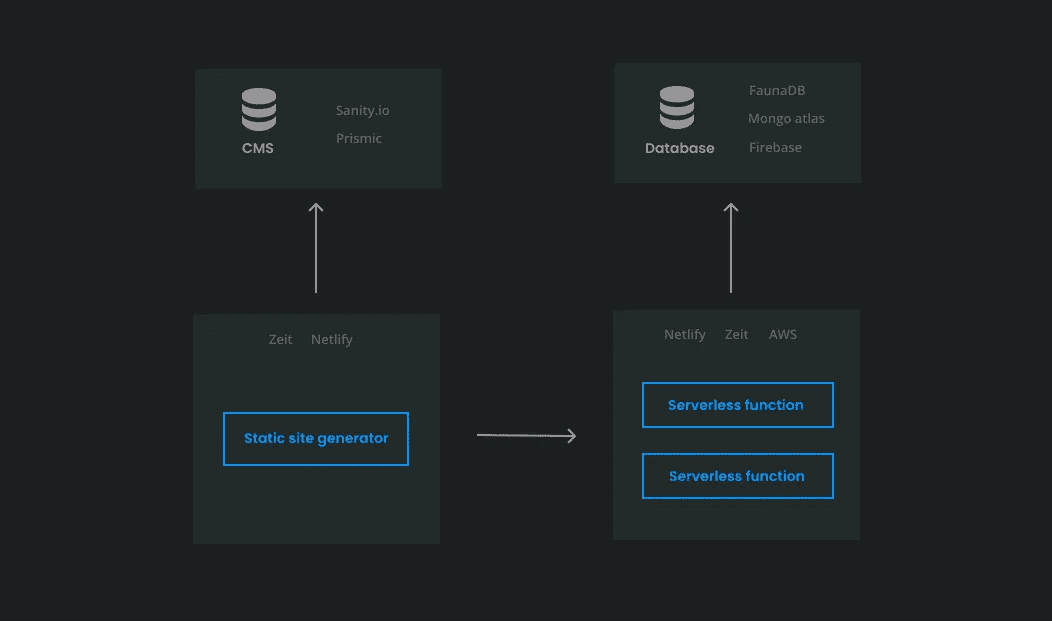 CMS
Sanity.io
Prismic
Database
FaunaDB
Mongo atlas
Firebase
Zeit Netlify
Static site generator
Netlify Zeit AWS
Serverless function
Serverless function